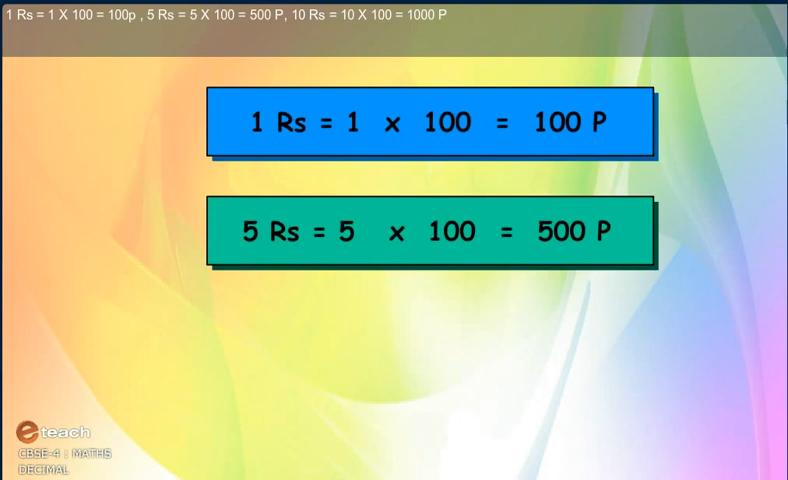 1 Rs = 1 X 100 = 100p , 5 Rs = 5 X 100 = 500 P, 10 Rs = 10 X 100 = 1000 P
1 Rs = 1 x 100 = 100 P
5 Rs = 5 x 100 = 500 P
e teach
CBSE-4 : MATHS
DECIMAL